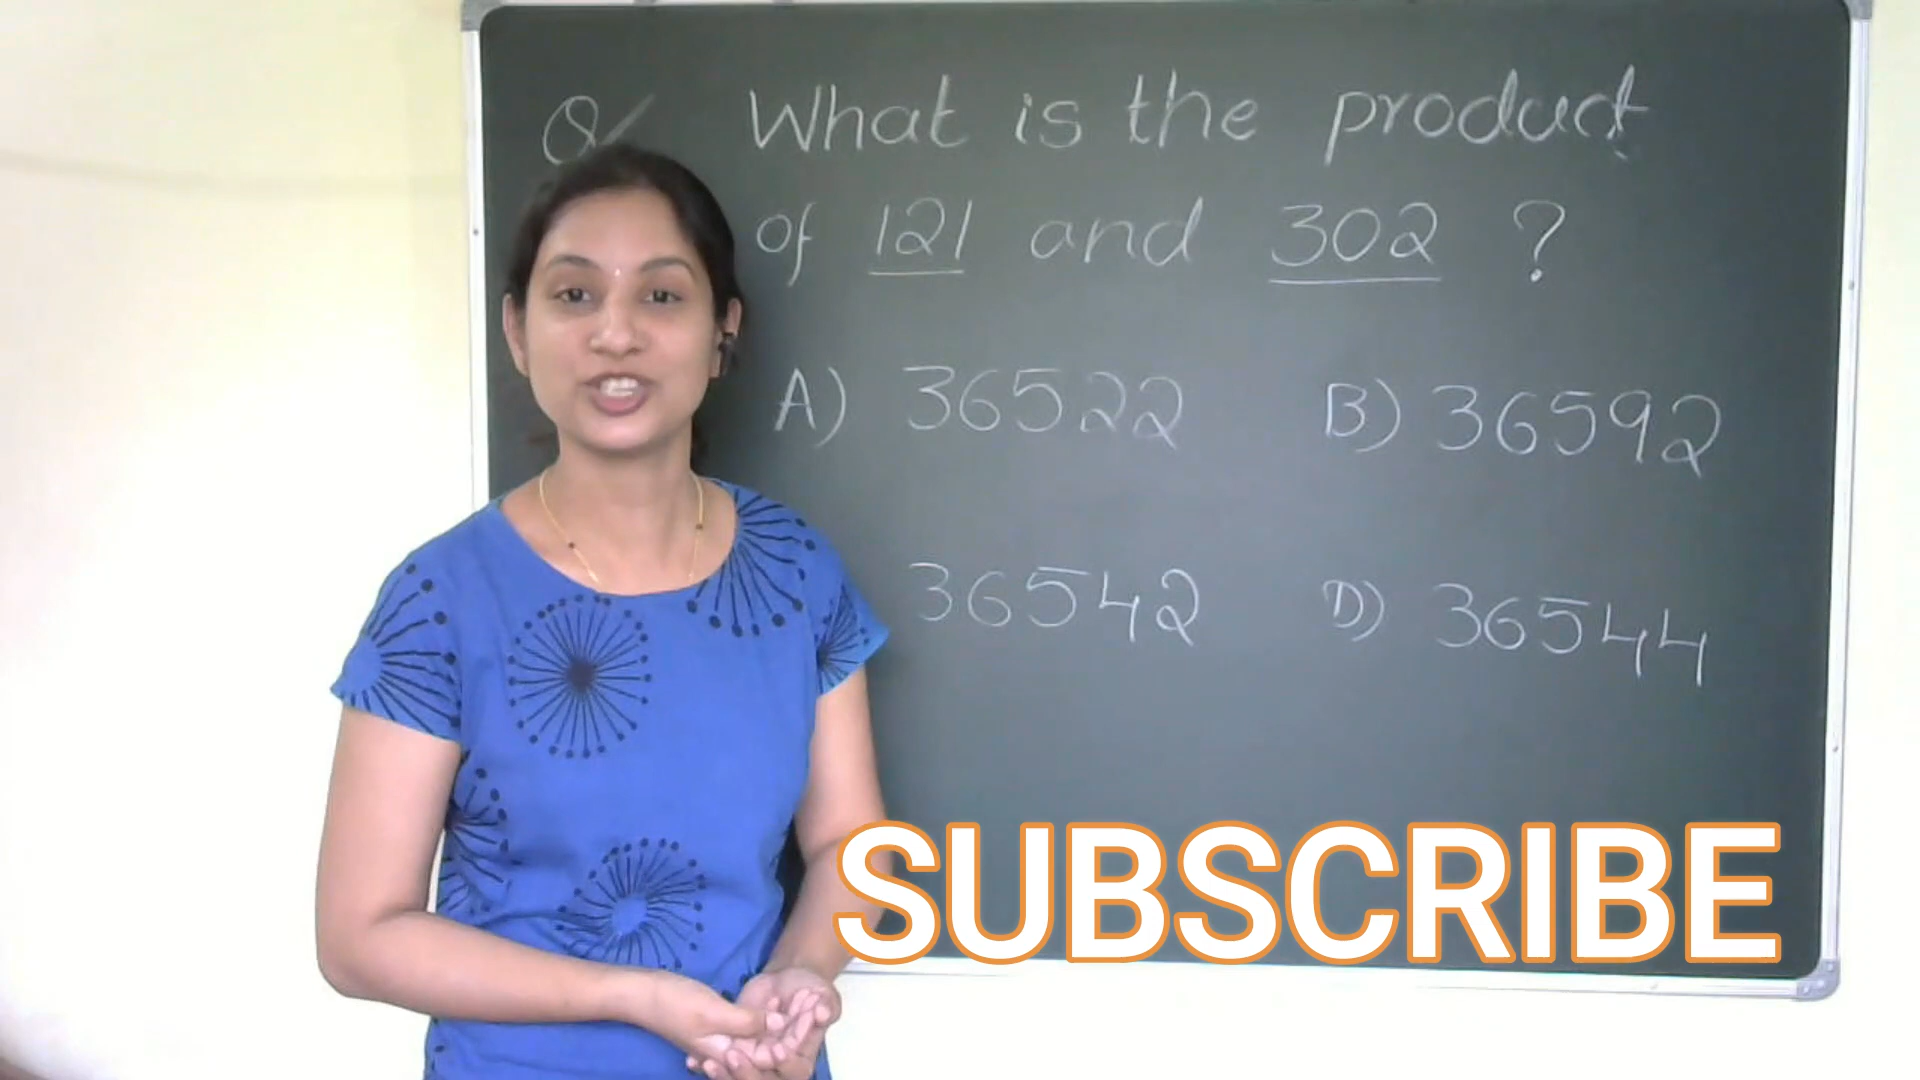 Q/ What is the product
of 121 and 302 ?
A) 36522 B) 36592
36542 D) 36544
SUBSCRIBE